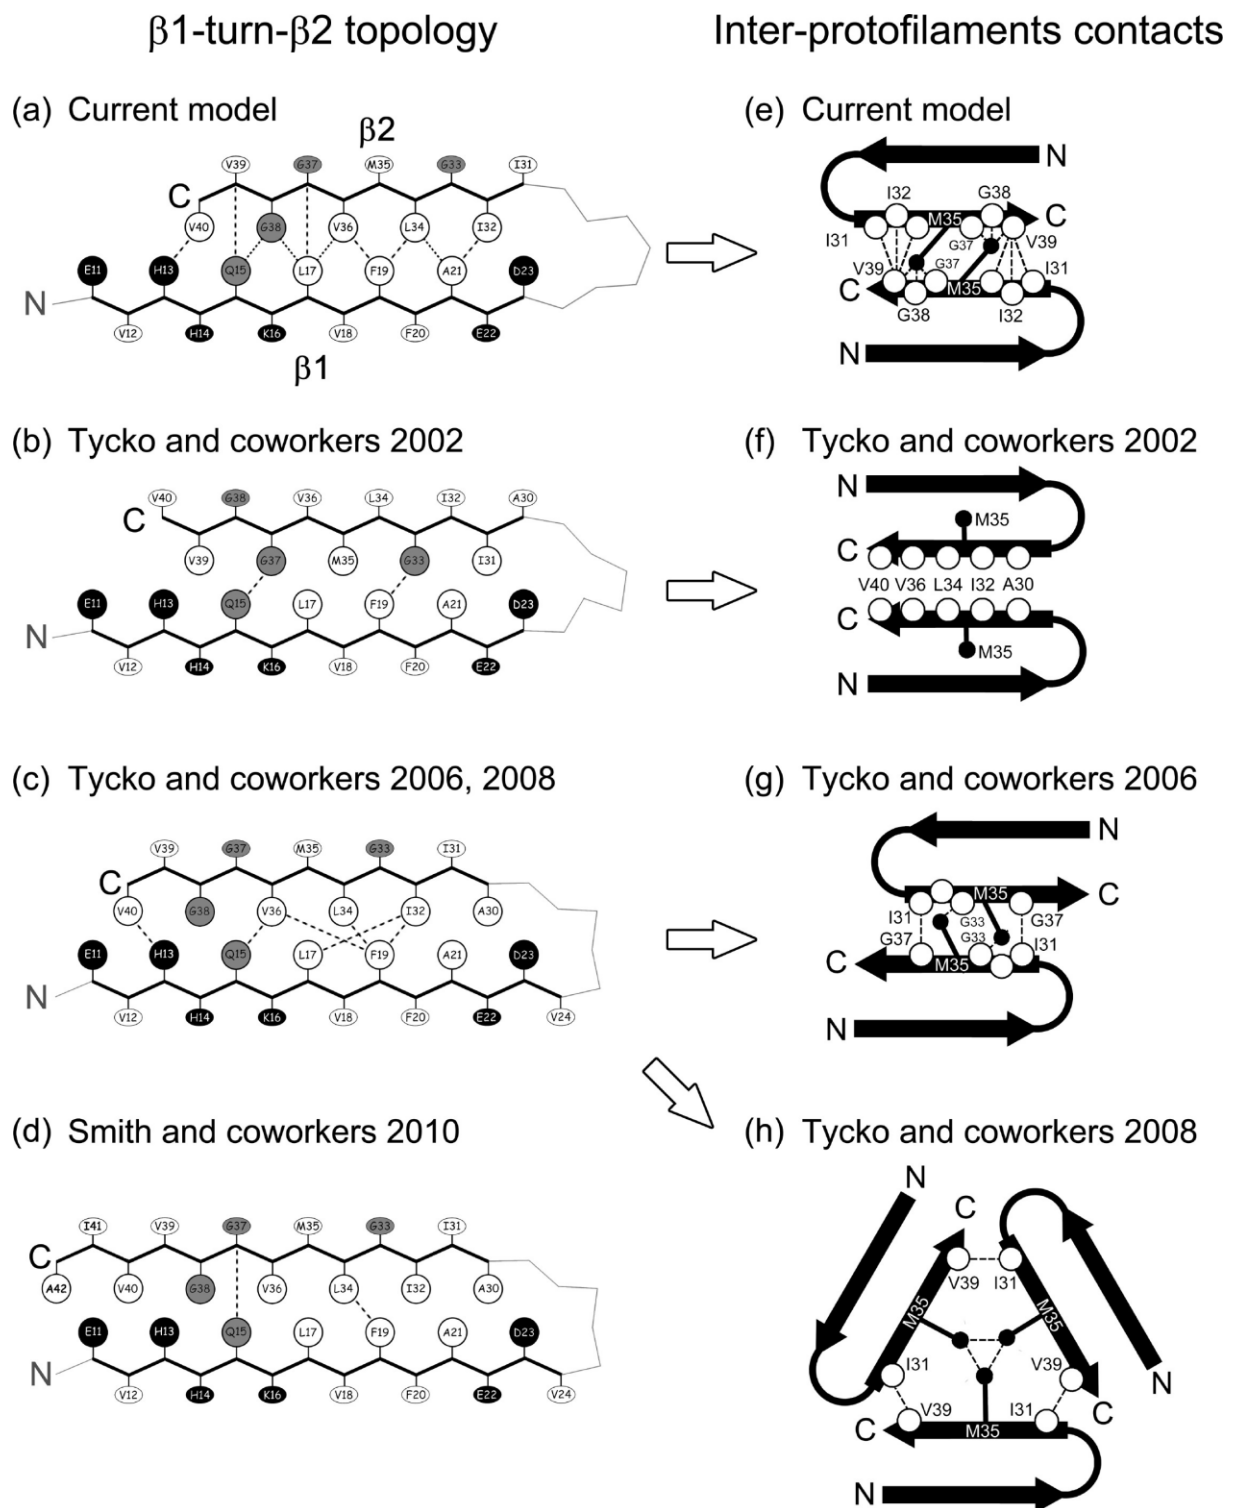 β1-turn-β2 topology
Inter-protofilaments contacts
(a) Current model
β2
V39 G37 M35 G33 I31
C
V40 G38 V36 L34 I32
E11 H13 Q15 L17 F19 A21 D23
N
V12 H14 K16 V18 F20 E22
β1
(e) Current model
N
I32 G38
M35 C
I31 G37 V39
V39 G37 I31
C M35
G38 I32
N
(b) Tycko and coworkers 2002
V40 G38 V36 L34 I32 A30
C
V39 G37 M35 G33 I31
E11 H13 Q15 L17 F19 A21 D23
N
V12 H14 K16 V18 F20 E22
(f) Tycko and coworkers 2002
N
M35
C
V40 V36 L34 I32 A30
C
M35
N
(c) Tycko and coworkers 2006, 2008
V39 G37 M35 G33 I31
C
V40 G38 V36 L34 I32 A30
E11 H13 Q15 L17 F19 A21 D23
N
V12 H14 K16 V18 F20 E22 V24
(g) Tycko and coworkers 2006
N
M35 C
I31 G33 G37
G37 G33 I31
C M35
N
(d) Smith and coworkers 2010
I41 V39 G37 M35 G33 I31
C
A42 V40 G38 V36 L34 I32 A30
E11 H13 Q15 L17 F19 A21 D23
N
V12 H14 K16 V18 F20 E22 V24
(h) Tycko and coworkers 2008
N
C
V39 I31
M35 M35
I31 V39
N
V39 I31
C
C M35
N